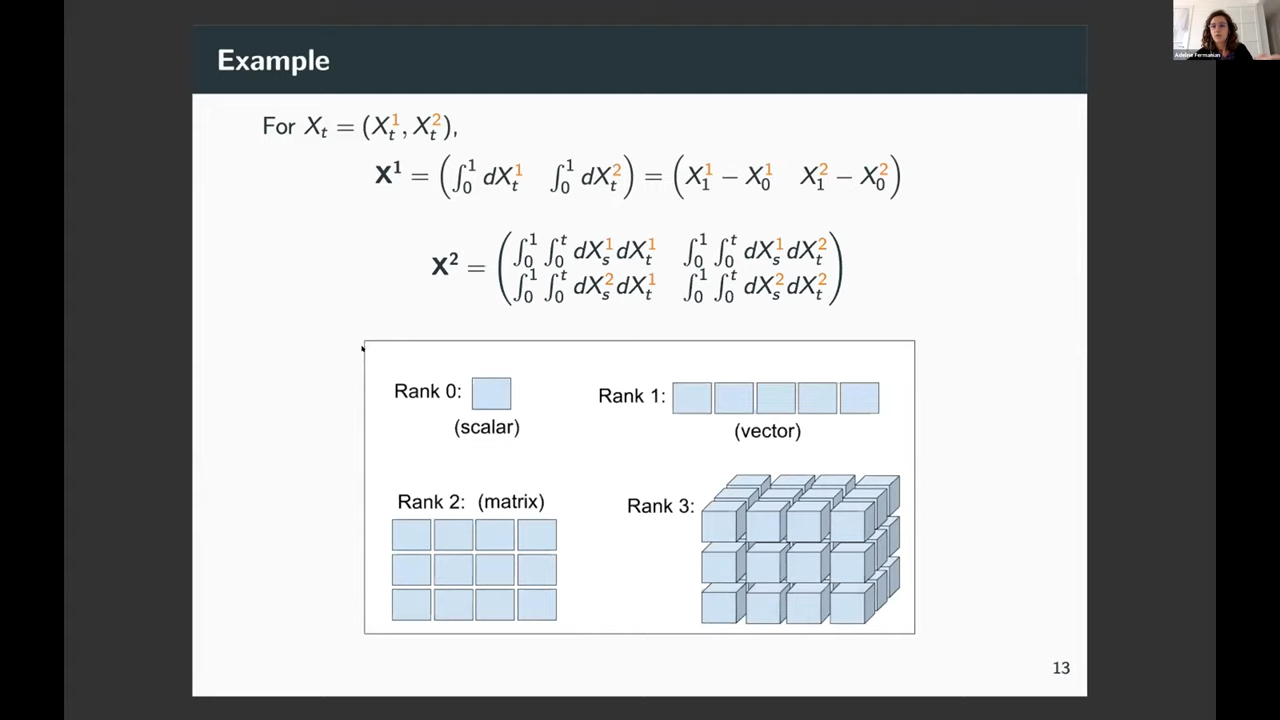 Example
For X_t = (X_t^1, X_t^2),
X^1 = (∫_0^1 dX_t^1  ∫_0^1 dX_t^2) = (X_1^1 − X_0^1  X_1^2 − X_0^2)
X^2 = (∫_0^1 ∫_0^t dX_s^1 dX_t^1  ∫_0^1 ∫_0^t dX_s^1 dX_t^2
∫_0^1 ∫_0^t dX_s^2 dX_t^1  ∫_0^1 ∫_0^t dX_s^2 dX_t^2)
Rank 0:
(scalar)
Rank 1:
(vector)
Rank 2: (matrix)
Rank 3:
13
Adeline Fermanian